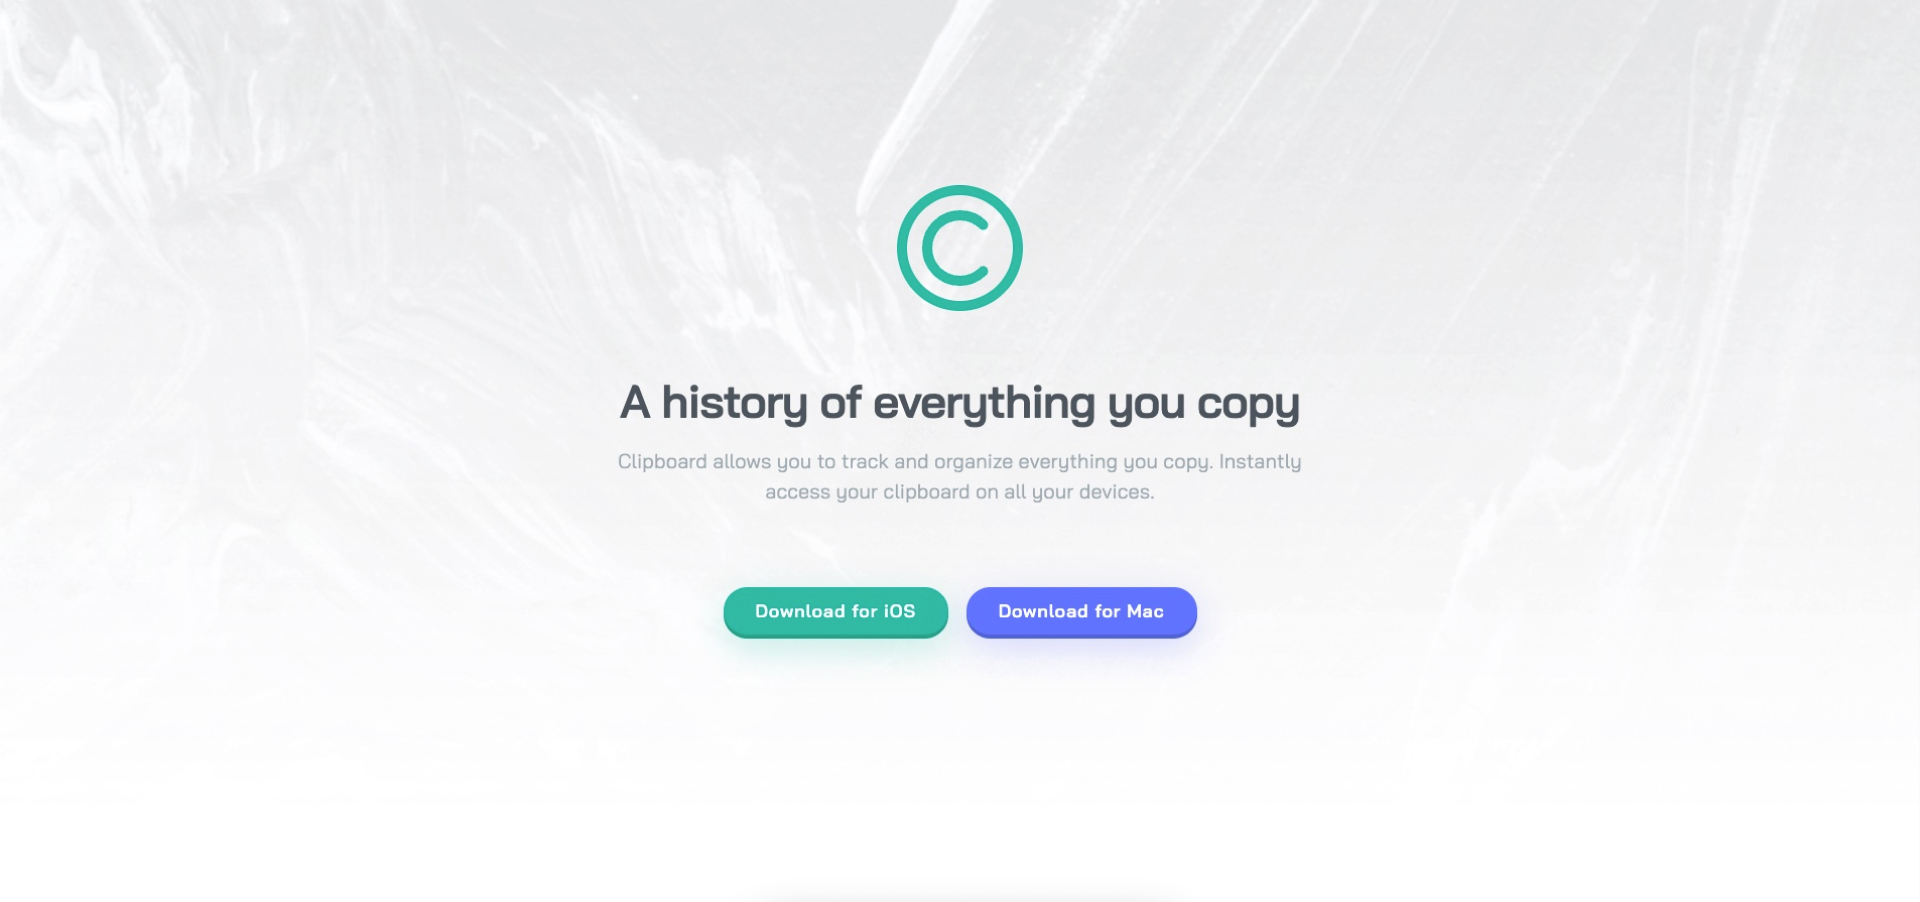 A history of everything you copy
Clipboard allows you to track and organize everything you copy. Instantly
access your clipboard on all your devices.
Download for iOS
Download for Mac